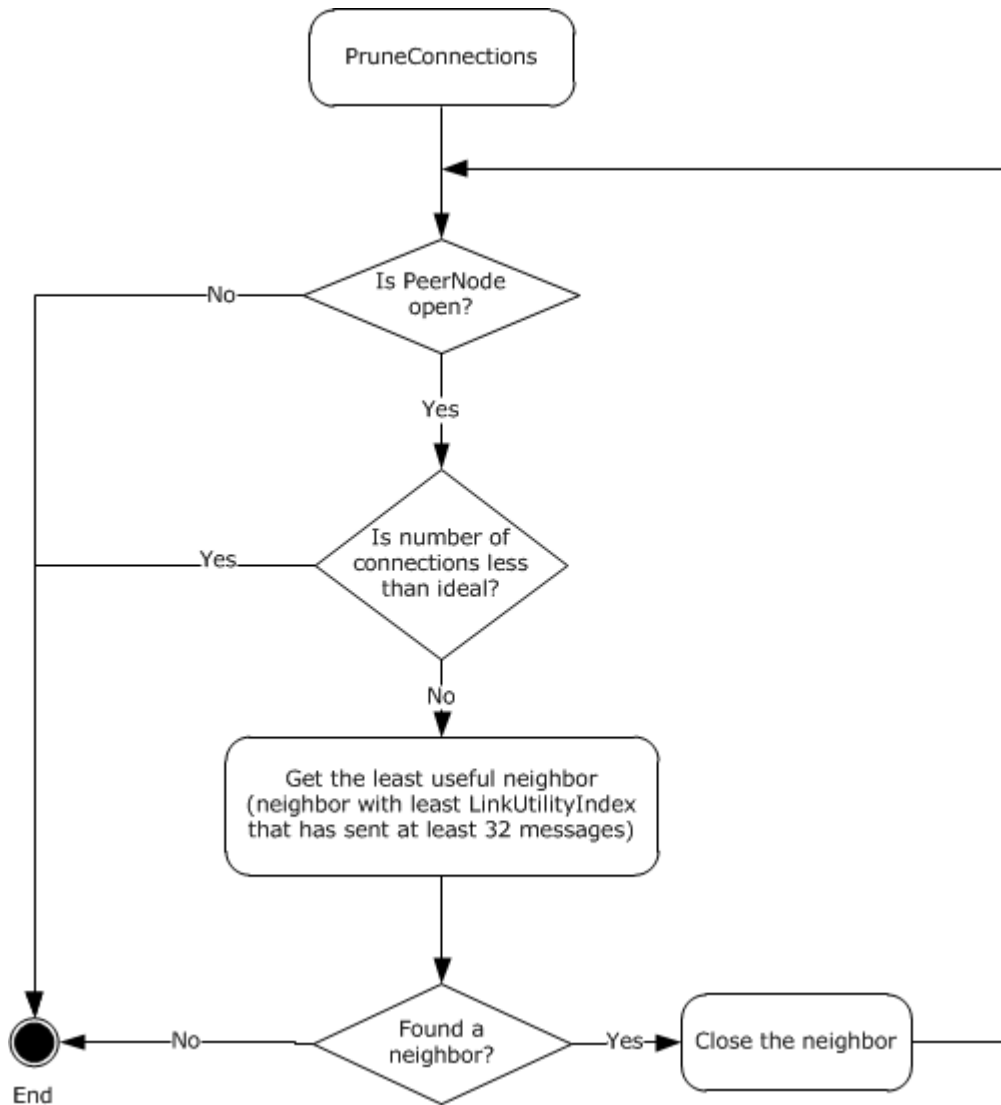 PruneConnections
Is PeerNode
open?
No
Yes
Is number of
connections less
than ideal?
Yes
No
Get the least useful neighbor
(neighbor with least LinkUtilityIndex
that has sent at least 32 messages)
Found a
neighbor?
No
Yes
Close the neighbor
End